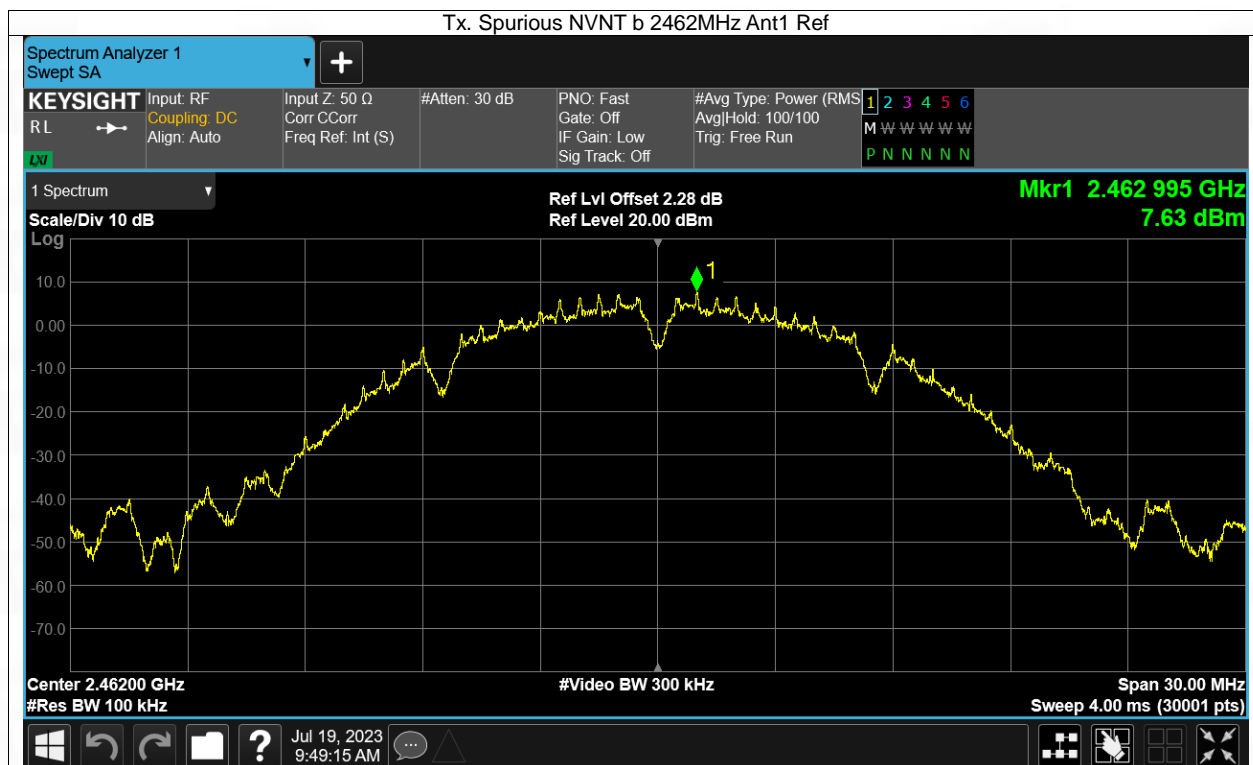 Tx. Spurious NVNT b 2462MHz Ant1 Ref
Spectrum Analyzer 1
Swept SA
KEYSIGHT
R L
LXI
Input: RF
Coupling: DC
Align: Auto
Input Z: 50 Ω
Corr CCorr
Freq Ref: Int (S)
#Atten: 30 dB
PNO: Fast
Gate: Off
IF Gain: Low
Sig Track: Off
#Avg Type: Power (RMS
Avg|Hold: 100/100
Trig: Free Run
1 2 3 4 5 6
M W W W W W
P N N N N N
1 Spectrum
Scale/Div 10 dB
Ref Lvl Offset 2.28 dB
Ref Level 20.00 dBm
Mkr1 2.462 995 GHz
7.63 dBm
Log
1
10.0
0.00
-10.0
-20.0
-30.0
-40.0
-50.0
-60.0
-70.0
Center 2.46200 GHz
#Res BW 100 kHz
#Video BW 300 kHz
Span 30.00 MHz
Sweep 4.00 ms (30001 pts)
?
Jul 19, 2023
9:49:15 AM